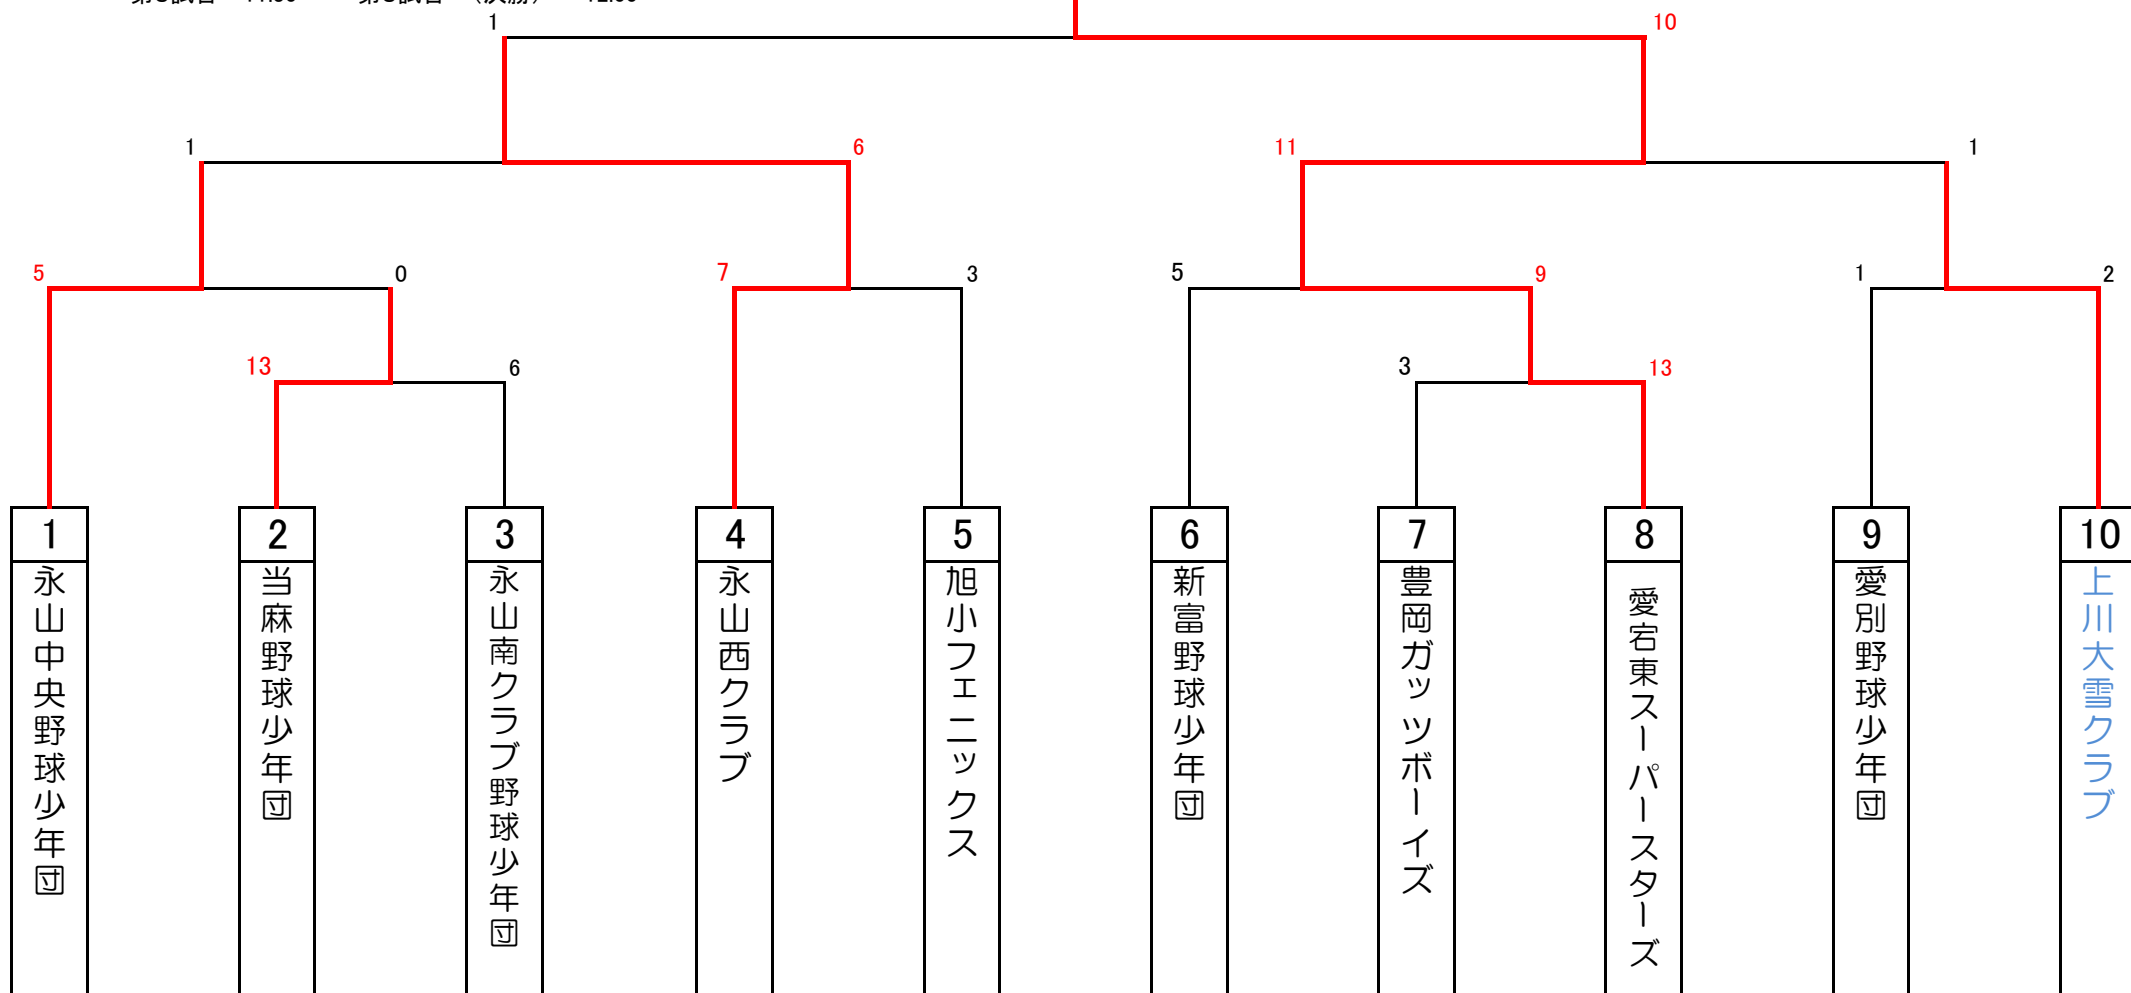 1 10
1 6 11 1
5 0 7 3 5 9 1 2
13 6 3 13
1 2 3 4 5 6 7 8 9 10
永山中央野球少年団
当麻野球少年団
永山南クラブ野球少年団
永山西クラブ
旭小フェニックス
新富野球少年団
豊岡ガッツボーイズ
愛宕東スーパースターズ
愛別野球少年団
上川大雪クラブ